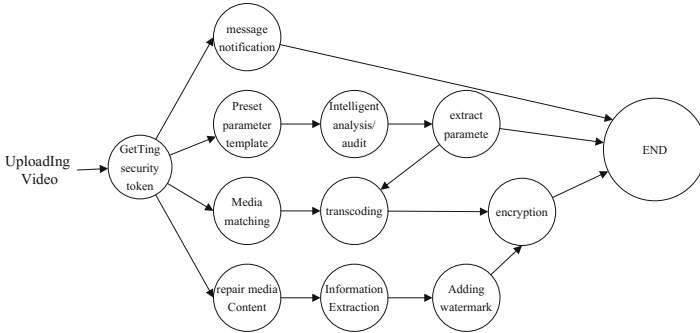 message
notification
Preset
parameter
template
Intelligent
analysis/
audit
extract
paramete
GetTing
security
token
UploadIng
Video
END
Media
matching
transcoding
encryption
repair media
Content
Information
Extraction
Adding
watermark